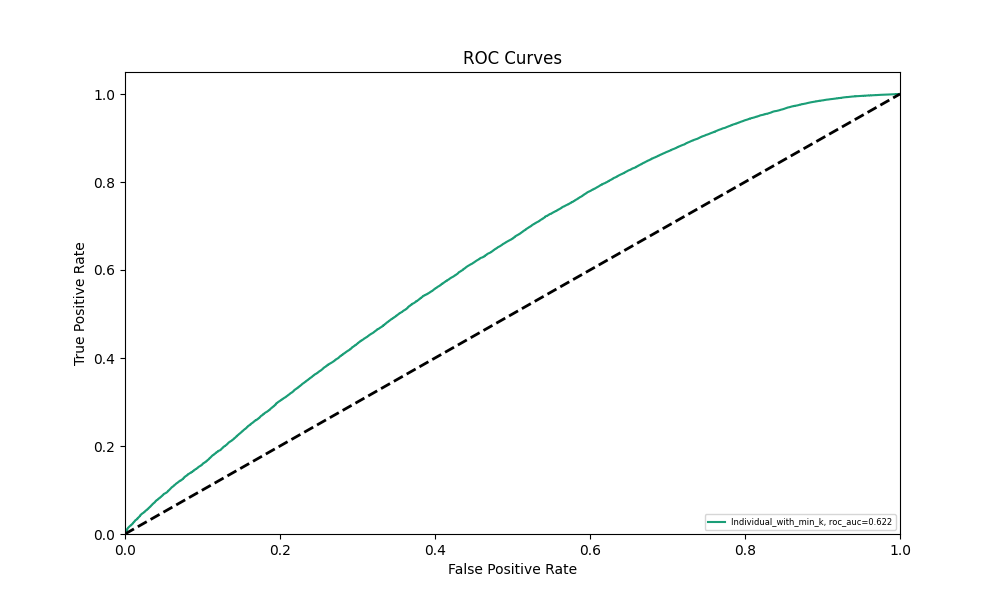 ROC Curves
True Positive Rate
1.0
0.8
0.6
0.4
0.2
0.0
Individual_with_min_k, roc_auc=0.622
0.0 0.2 0.4 0.6 0.8 1.0
False Positive Rate